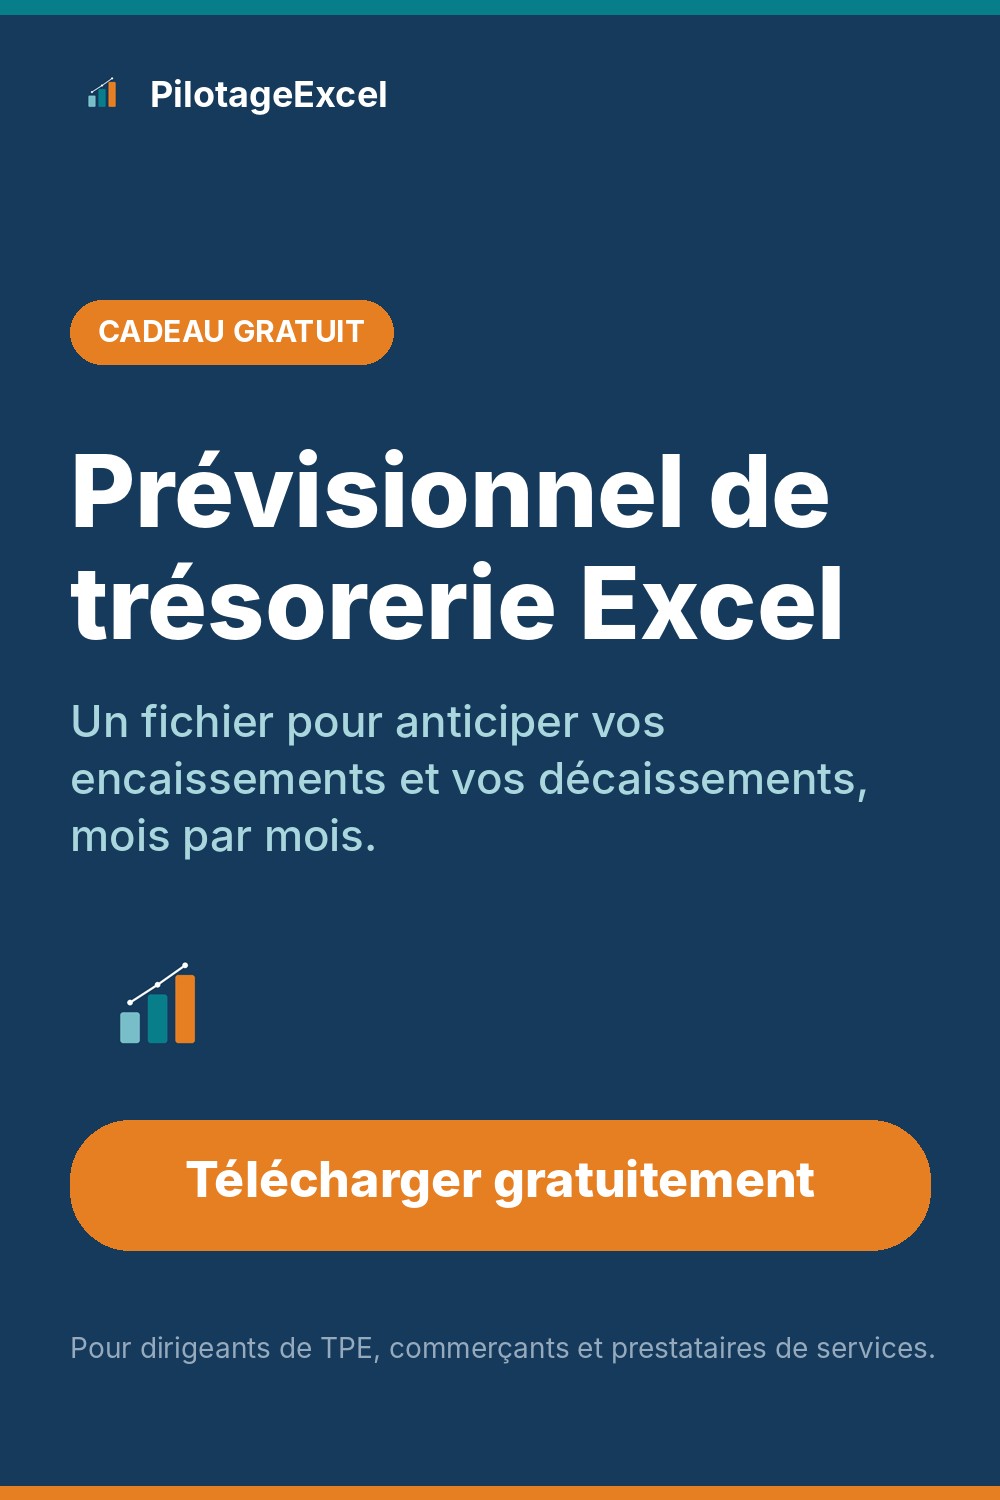 PilotageExcel
CADEAU GRATUIT
Prévisionnel de
trésorerie Excel
Un fichier pour anticiper vos
encaissements et vos décaissements,
mois par mois.
Télécharger gratuitement
Pour dirigeants de TPE, commerçants et prestataires de services.